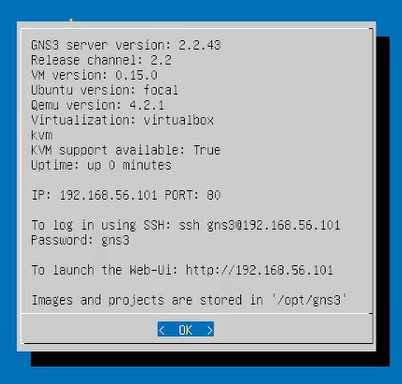 GNS3 server version: 2.2.43
Release channel: 2.2
VM version: 0.15.0
Ubuntu version: focal
Qemu version: 4.2.1
Virtualization: virtualbox
kvm
KVM support available: True
Uptime: up 0 minutes
IP: 192.168.56.101 PORT: 80
To log in using SSH: ssh gns3@192.168.56.101
Password: gns3
To launch the Web-Ui: http://192.168.56.101
Images and projects are stored in '/opt/gns3'
< OK >